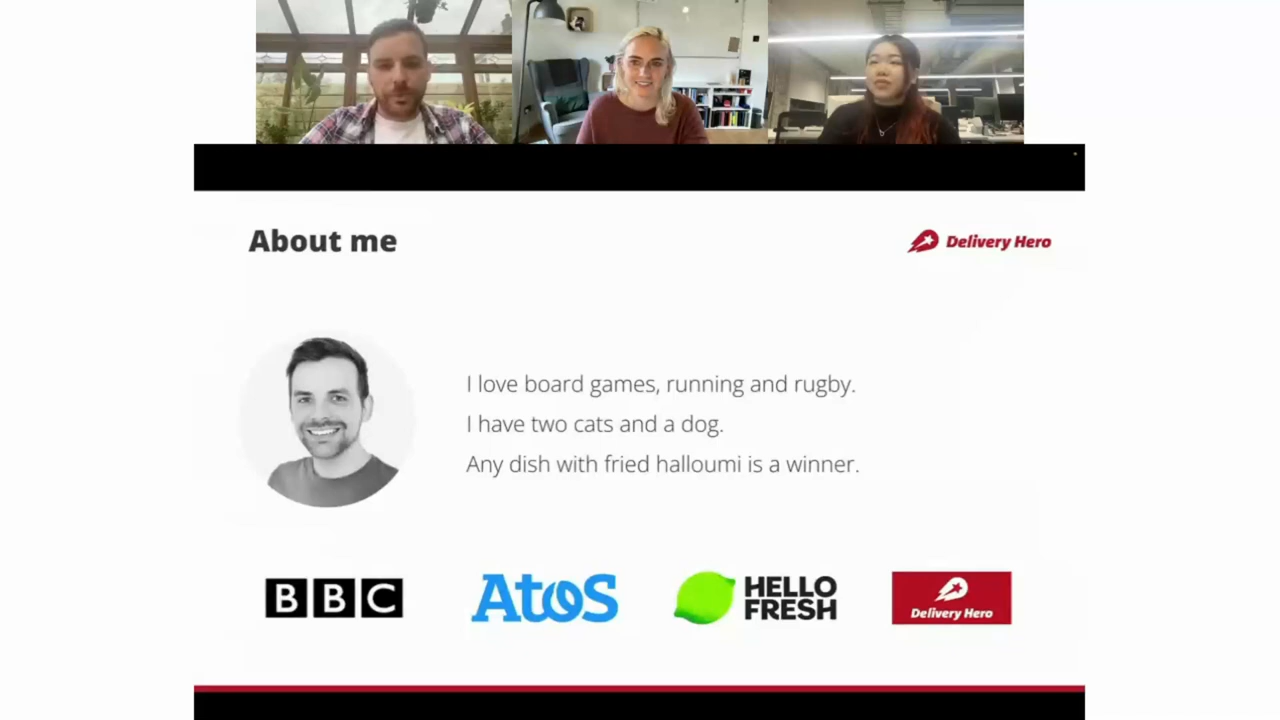 About me
Delivery Hero
I love board games, running and rugby.
I have two cats and a dog.
Any dish with fried halloumi is a winner.
BBC
Atos
HELLO
FRESH
Delivery Hero